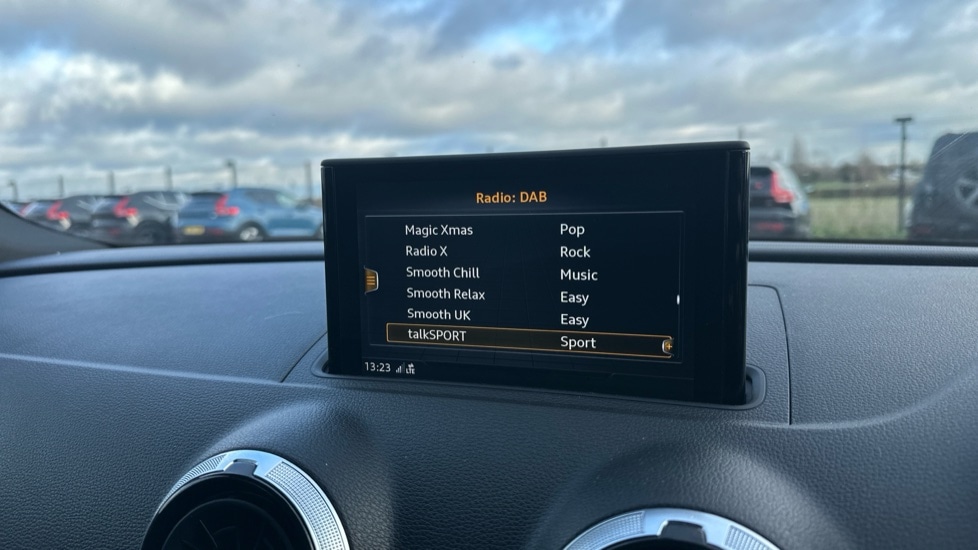 Radio: DAB
Magic Xmas Pop
Radio X Rock
Smooth Chill Music
Smooth Relax Easy
Smooth UK Easy
talkSPORT Sport
13:23 LTE